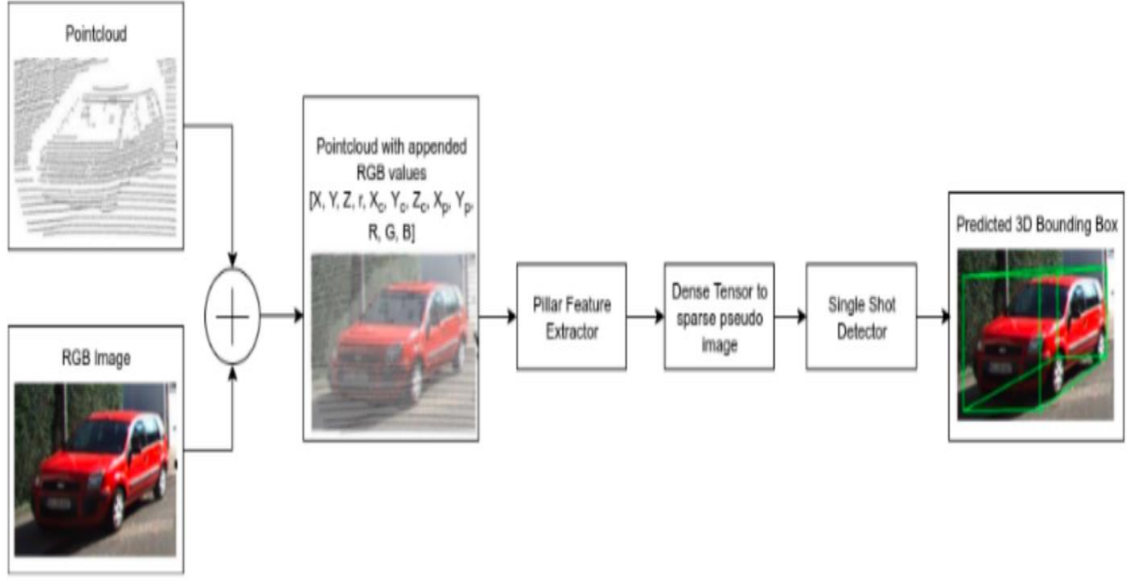 Pointcloud
RGB Image
Pointcloud with appended
RGB values
[X, Y, Z, r, Xc, Yc, Zc, Xp, Yp,
R, G, B]
Pillar Feature
Extractor
Dense Tensor to
sparse pseudo
image
Single Shot
Detector
Predicted 3D Bounding Box